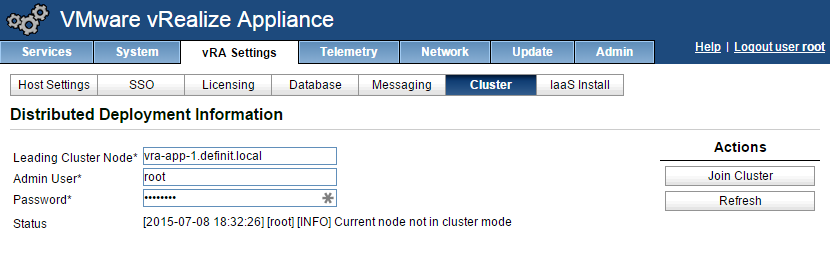 VMware vRealize Appliance
Services System vRA Settings Telemetry Network Update Admin Help | Logout user root
Host Settings SSO Licensing Database Messaging Cluster IaaS Install
Distributed Deployment Information
Actions
Leading Cluster Node* vra-app-1.definit.local
Join Cluster
Admin User* root
Refresh
Password* ••••••••
Status [2015-07-08 18:32:26] [root] [INFO] Current node not in cluster mode